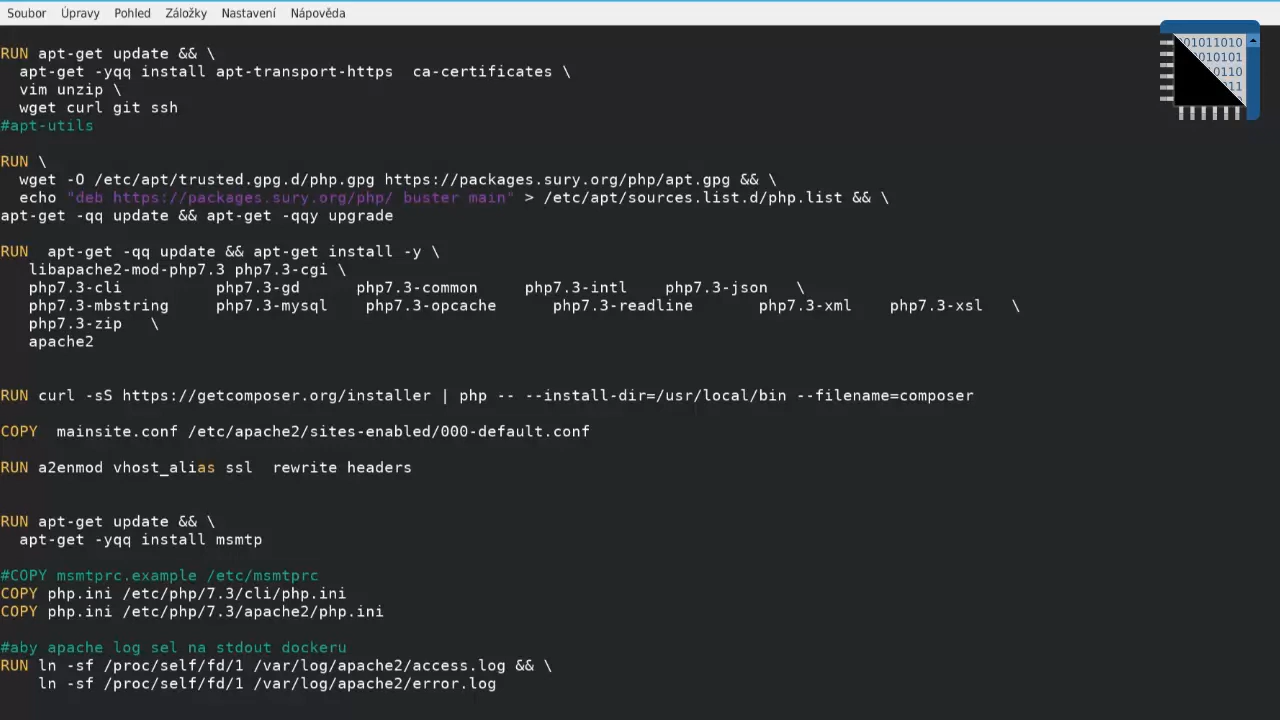 Soubor Úpravy Pohled Záložky Nastavení Nápověda
RUN apt-get update && \
  apt-get -yqq install apt-transport-https  ca-certificates \
  vim unzip \
  wget curl git ssh
#apt-utils
RUN \
  wget -O /etc/apt/trusted.gpg.d/php.gpg https://packages.sury.org/php/apt.gpg && \
  echo "deb https://packages.sury.org/php/ buster main" > /etc/apt/sources.list.d/php.list && \
apt-get -qq update && apt-get -qqy upgrade
RUN  apt-get -qq update && apt-get install -y \
   libapache2-mod-php7.3 php7.3-cgi \
   php7.3-cli          php7.3-gd      php7.3-common     php7.3-intl    php7.3-json   \
   php7.3-mbstring     php7.3-mysql    php7.3-opcache      php7.3-readline       php7.3-xml    php7.3-xsl   \
   php7.3-zip   \
   apache2
RUN curl -sS https://getcomposer.org/installer | php -- --install-dir=/usr/local/bin --filename=composer
COPY  mainsite.conf /etc/apache2/sites-enabled/000-default.conf
RUN a2enmod vhost_alias ssl  rewrite headers
RUN apt-get update && \
  apt-get -yqq install msmtp
#COPY msmtprc.example /etc/msmtprc
COPY php.ini /etc/php/7.3/cli/php.ini
COPY php.ini /etc/php/7.3/apache2/php.ini
#aby apache log sel na stdout dockeru
RUN ln -sf /proc/self/fd/1 /var/log/apache2/access.log && \
    ln -sf /proc/self/fd/1 /var/log/apache2/error.log